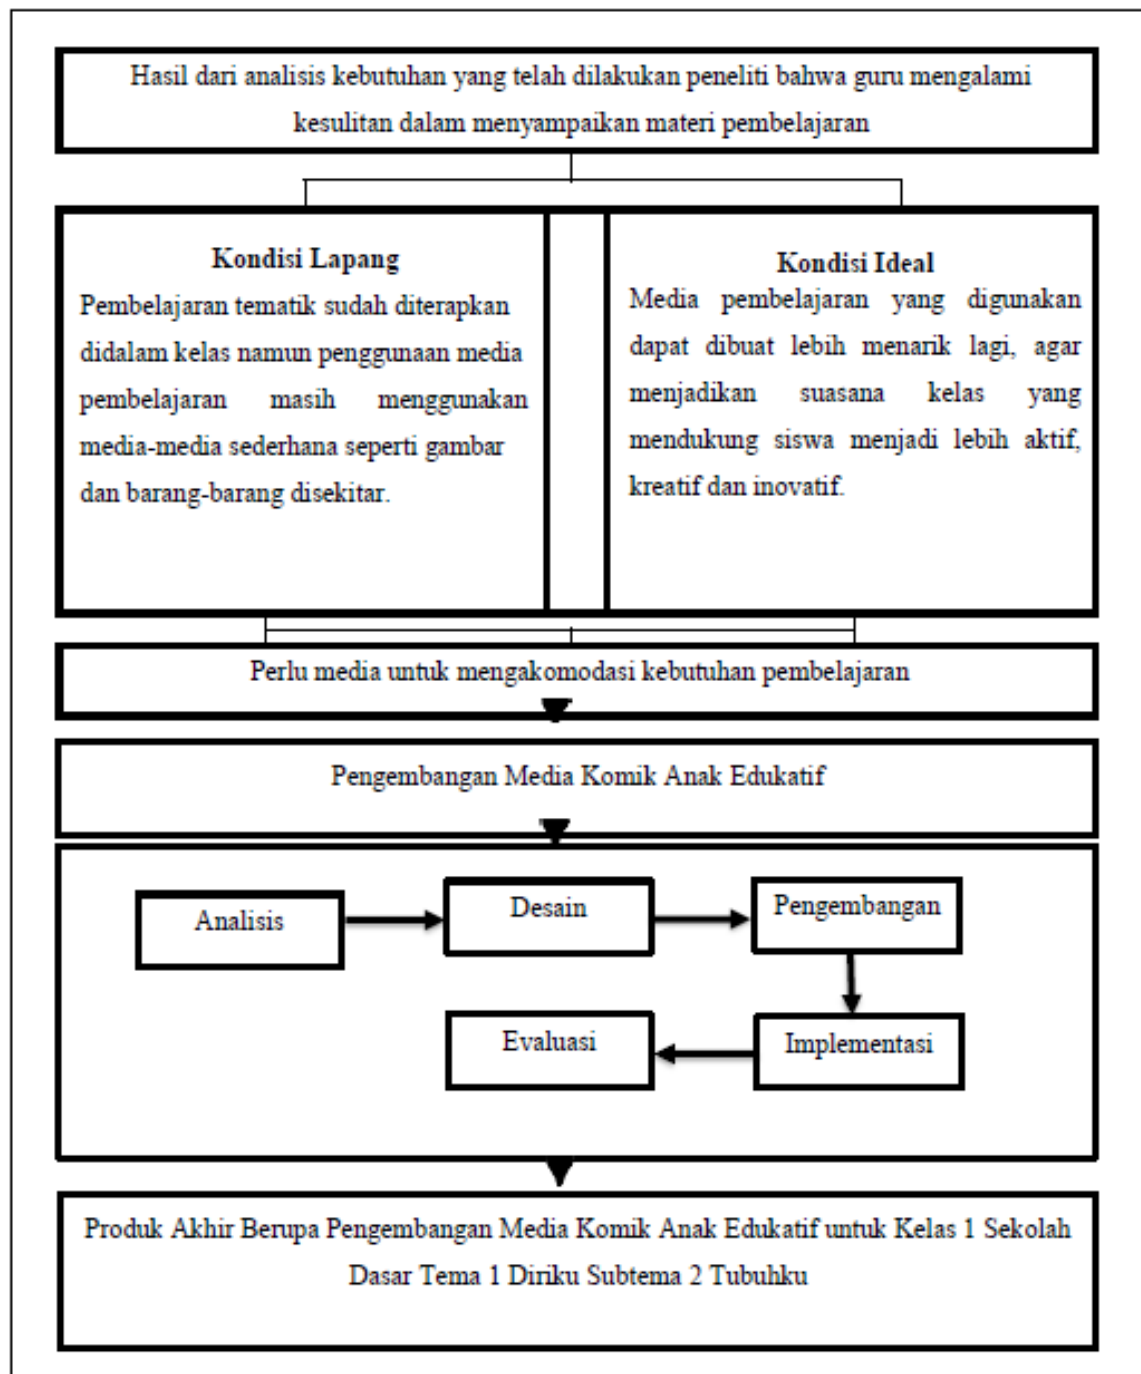 Hasil dari analisis kebutuhan yang telah dilakukan peneliti bahwa guru mengalami
kesulitan dalam menyampaikan materi pembelajaran
Kondisi Lapang
Pembelajaran tematik sudah diterapkan
didalam kelas namun penggunaan media
pembelajaran masih menggunakan
media-media sederhana seperti gambar
dan barang-barang disekitar.
Kondisi Ideal
Media pembelajaran yang digunakan
dapat dibuat lebih menarik lagi, agar
menjadikan suasana kelas yang
mendukung siswa menjadi lebih aktif,
kreatif dan inovatif.
Perlu media untuk mengakomodasi kebutuhan pembelajaran
Pengembangan Media Komik Anak Edukatif
Analisis
Desain
Pengembangan
Implementasi
Evaluasi
Produk Akhir Berupa Pengembangan Media Komik Anak Edukatif untuk Kelas 1 Sekolah
Dasar Tema 1 Diriku Subtema 2 Tubuhku